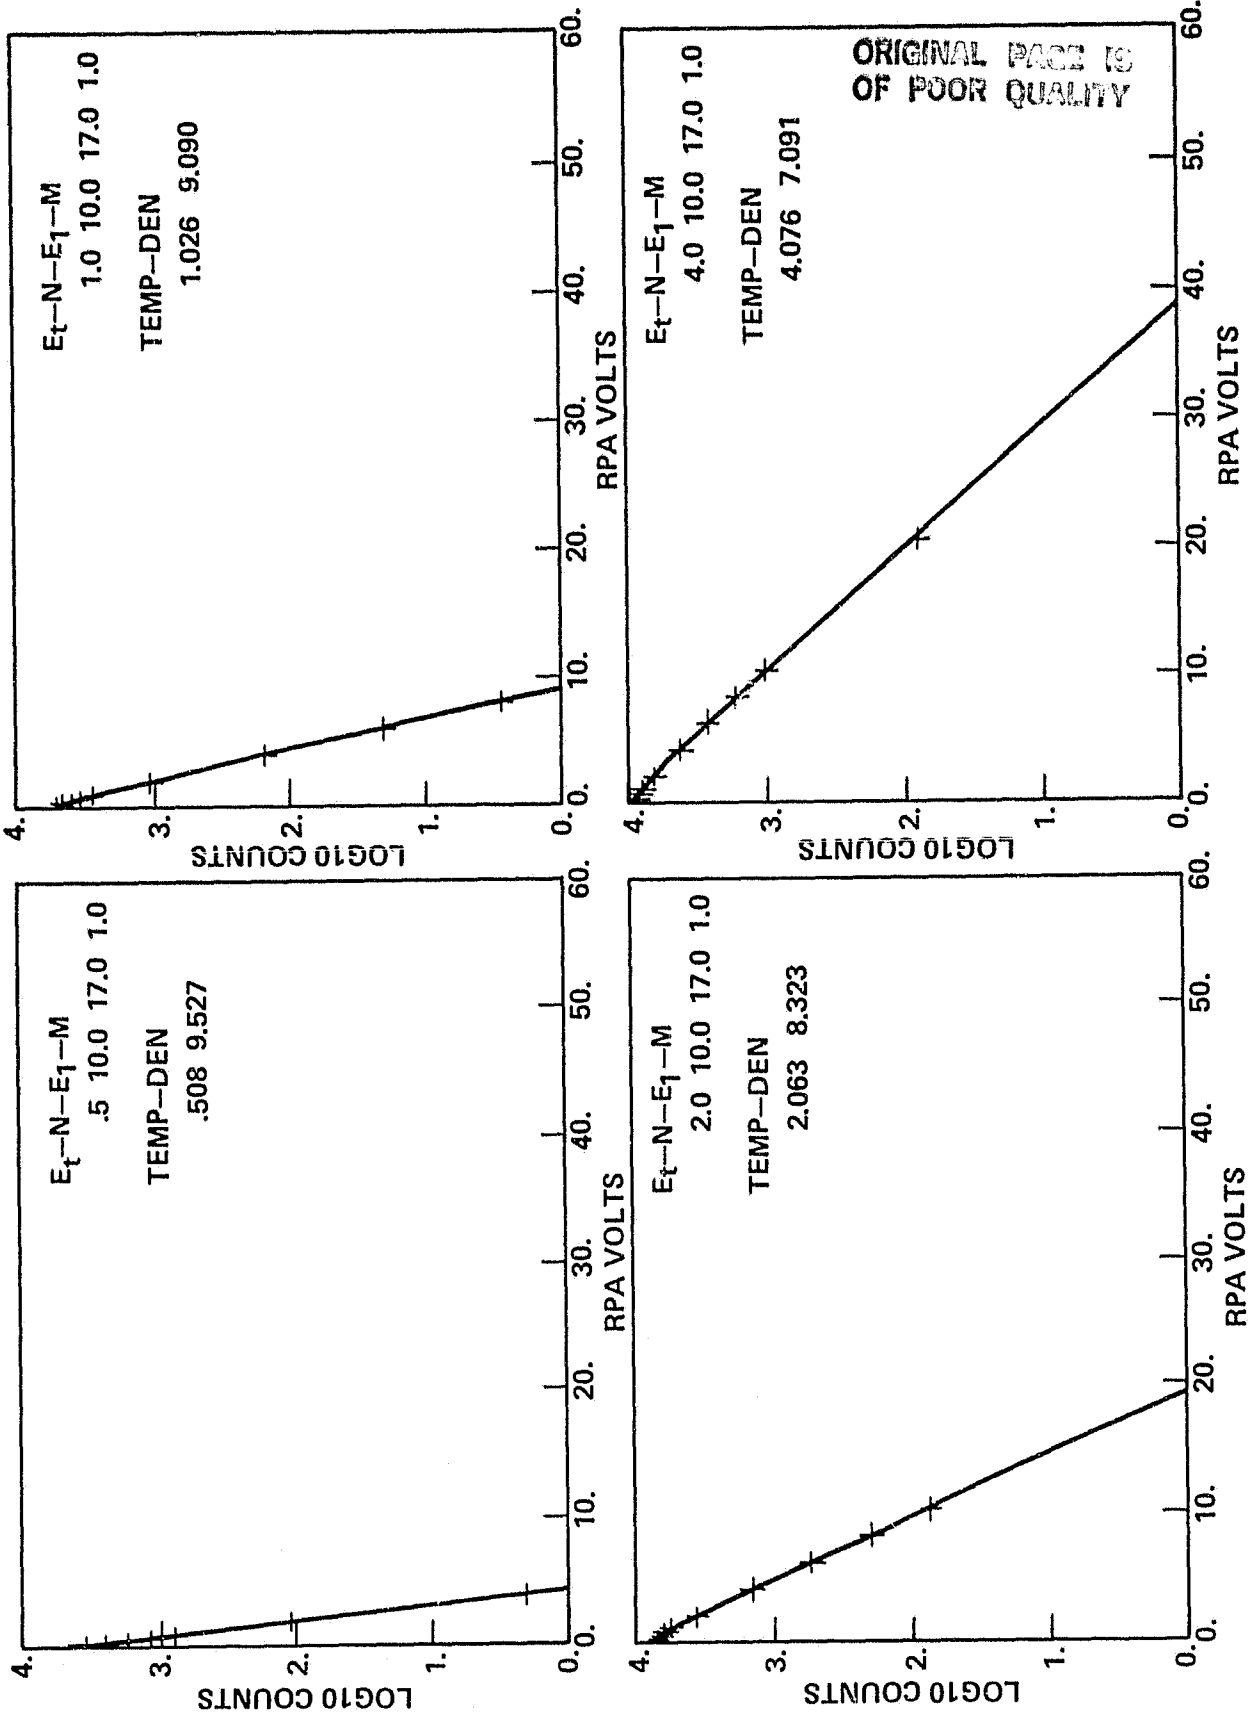 4.
3.
2.
1.
0.
LOG10 COUNTS
0.
10.
20.
30.
40.
50.
60.
RPA VOLTS
Et—N—E1—M
.5 10.0 17.0 1.0
TEMP—DEN
.508 9.527
4.
3.
2.
1.
0.
LOG10 COUNTS
0.
10.
20.
30.
40.
50.
60.
RPA VOLTS
Et—N—E1—M
1.0 10.0 17.0 1.0
TEMP—DEN
1.026 9.090
4.
3.
2.
1.
0.
LOG10 COUNTS
0.
10.
20.
30.
40.
50.
60.
RPA VOLTS
Et—N—E1—M
2.0 10.0 17.0 1.0
TEMP—DEN
2.063 8.323
4.
3.
2.
1.
0.
LOG10 COUNTS
0.
10.
20.
30.
40.
50.
60.
RPA VOLTS
Et—N—E1—M
4.0 10.0 17.0 1.0
TEMP—DEN
4.076 7.091
ORIGINAL PAGE IS
OF POOR QUALITY